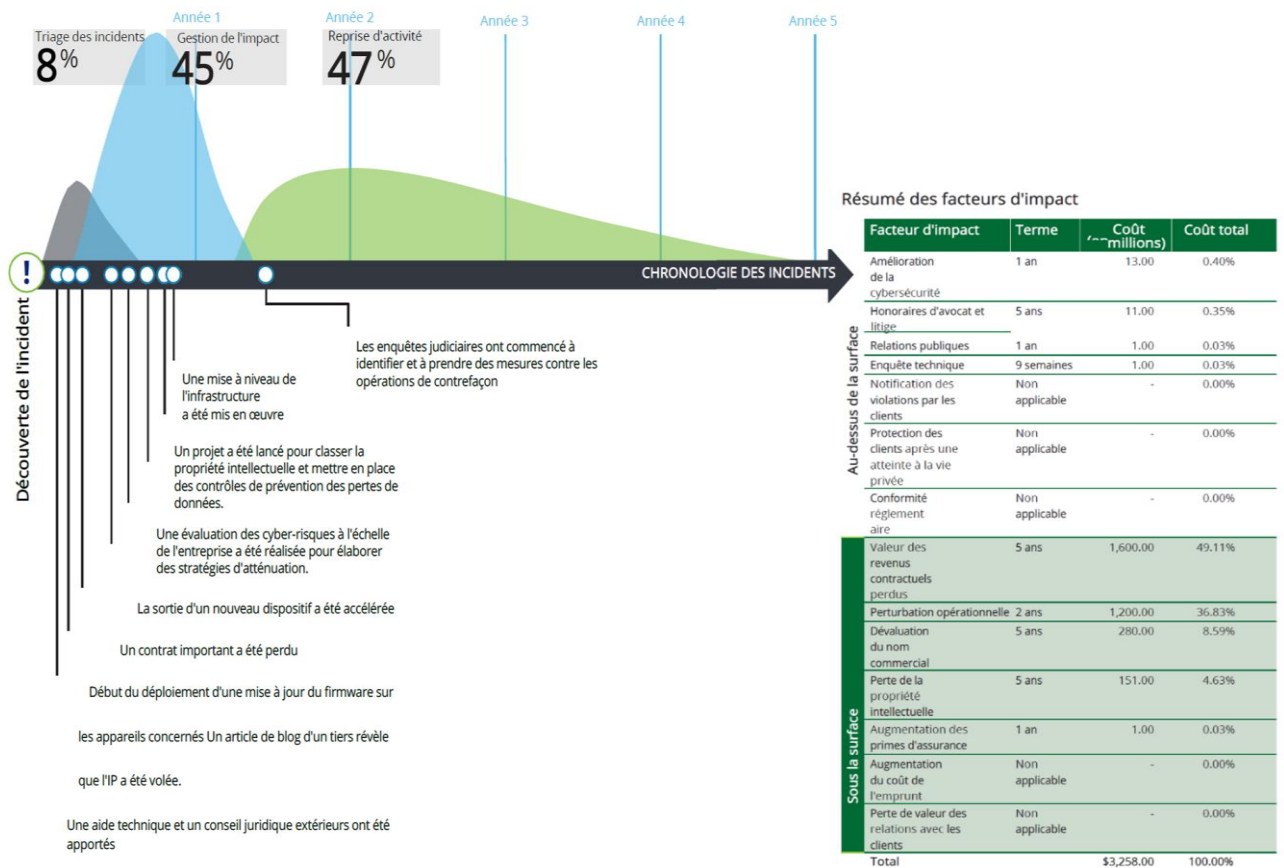 Année 1
Année 2
Année 3
Année 4
Année 5
Triage des incidents
8%
Gestion de l'impact
45%
Reprise d'activité
47%
CHRONOLOGIE DES INCIDENTS
!
Découverte de l'incident
Les enquêtes judiciaires ont commencé à
identifier et à prendre des mesures contre les
opérations de contrefaçon
Une mise à niveau de
l'infrastructure
a été mis en œuvre
Un projet a été lancé pour classer la
propriété intellectuelle et mettre en place
des contrôles de prévention des pertes de
données.
Une évaluation des cyber-risques à l'échelle
de l'entreprise a été réalisée pour élaborer
des stratégies d'atténuation.
La sortie d'un nouveau dispositif a été accélérée
Un contrat important a été perdu
Début du déploiement d'une mise à jour du firmware sur
les appareils concernés Un article de blog d'un tiers révèle
que l'IP a été volée.
Une aide technique et un conseil juridique extérieurs ont été
apportés
Résumé des facteurs d'impact
Facteur d'impact Terme Coût Coût total
millions)
Au-dessus de la surface
Amélioration 1 an 13.00 0.40%
de la
cybersécurité
Honoraires d'avocat et 5 ans 11.00 0.35%
litige
Relations publiques 1 an 1.00 0.03%
Enquête technique 9 semaines 1.00 0.03%
Notification des Non - 0.00%
violations par les applicable
clients
Protection des Non - 0.00%
clients après une applicable
atteinte à la vie
privée
Conformité Non - 0.00%
réglement applicable
aire
Sous la surface
Valeur des 5 ans 1,600.00 49.11%
revenus
contractuels
perdus
Perturbation opérationnelle 2 ans 1,200.00 36.83%
Dévaluation 5 ans 280.00 8.59%
du nom
commercial
Perte de la 5 ans 151.00 4.63%
propriété
intellectuelle
Augmentation des 1 an 1.00 0.03%
primes d'assurance
Augmentation Non - 0.00%
du coût de applicable
l'emprunt
Perte de valeur des Non - 0.00%
relations avec les applicable
clients
Total $3,258.00 100.00%